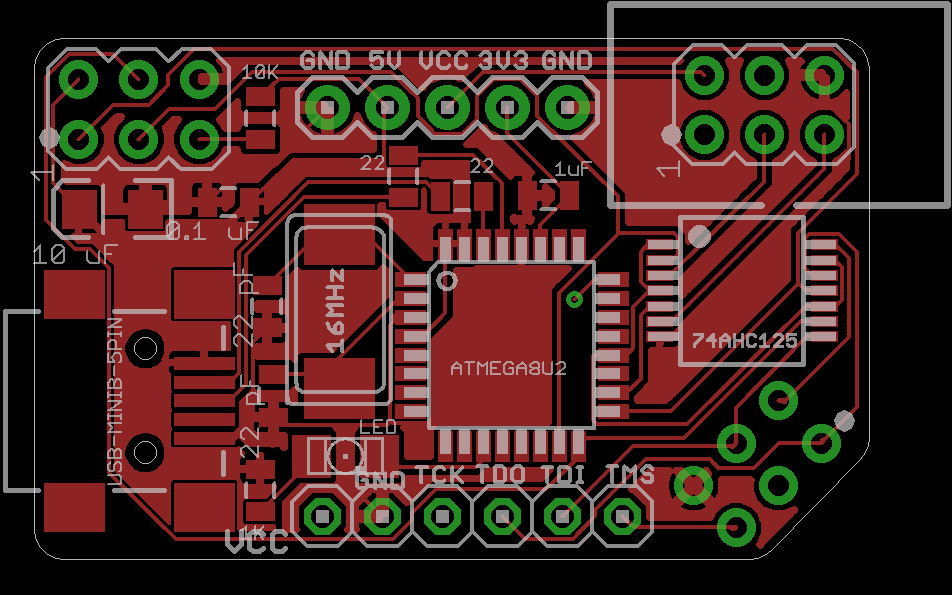 GND 5V VCC 3V3 GND
10K
22
22
1uF
1
1
10 uF
0.1 uF
22 pF
16MHz
ATMEGA8U2
74AHC125
USB-MINIB-5PIN
22 pF
LED
GND TCK TDO TDI TMS
VCC
1K